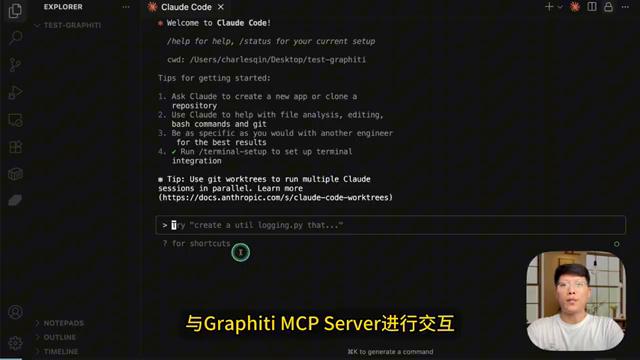 EXPLORER
Claude Code
TEST-GRAPHITI
✻ Welcome to Claude Code!
/help for help, /status for your current setup
cwd: /Users/charlesqin/Desktop/test-graphiti
Tips for getting started:
1. Ask Claude to create a new app or clone a
repository
2. Use Claude to help with file analysis, editing,
bash commands and git
3. Be as specific as you would with another engineer
for the best results
4. ✔ Run /terminal-setup to set up terminal
integration
✻ Tip: Use git worktrees to run multiple Claude
sessions in parallel. Learn more
(https://docs.anthropic.com/s/claude-code-worktrees)
> Try "create a util logging.py that..."
? for shortcuts
与Graphiti MCP Server进行交互
NOTEPADS
OUTLINE
TIMELINE
⌘K to generate a command